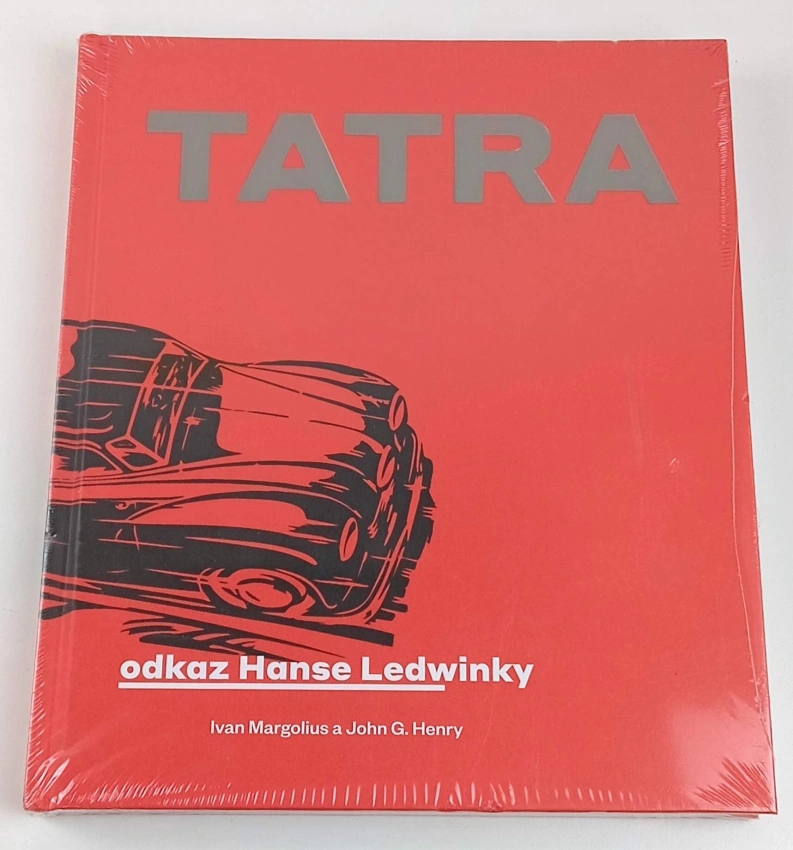 TATRA
odkaz Hanse Ledwinky
Ivan Margolius a John G. Henry